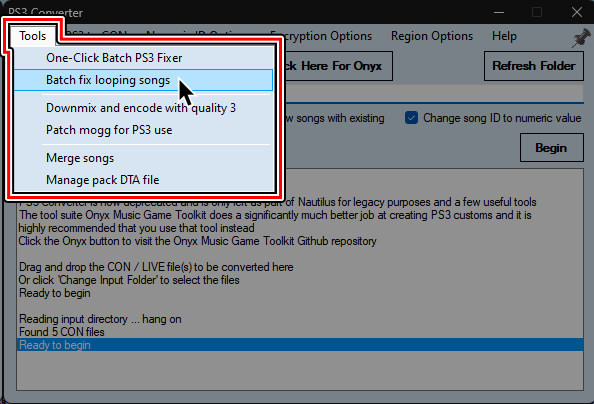 PS3 Converter
Tools
PS3 to CON
Encryption Options
Region Options
Help
One-Click Batch PS3 Fixer
Batch fix looping songs
Downmix and encode with quality 3
Patch mogg for PS3 use
Merge songs
Manage pack DTA file
Here For Onyx
Refresh Folder
songs with existing
Change song ID to numeric value
Begin
PS3 Converter is now deprecated and is only left as part of Nautilus for legacy purposes and a few useful tools
The tool suite Onyx Music Game Toolkit does a significantly much better job at creating PS3 customs and it is
highly recommended that you use that tool instead
Click the Onyx button to visit the Onyx Music Game Toolkit Github repository
Drag and drop the CON / LIVE file(s) to be converted here
Or click 'Change Input Folder' to select the files
Ready to begin
Reading input directory ... hang on
Found 5 CON files
Ready to begin